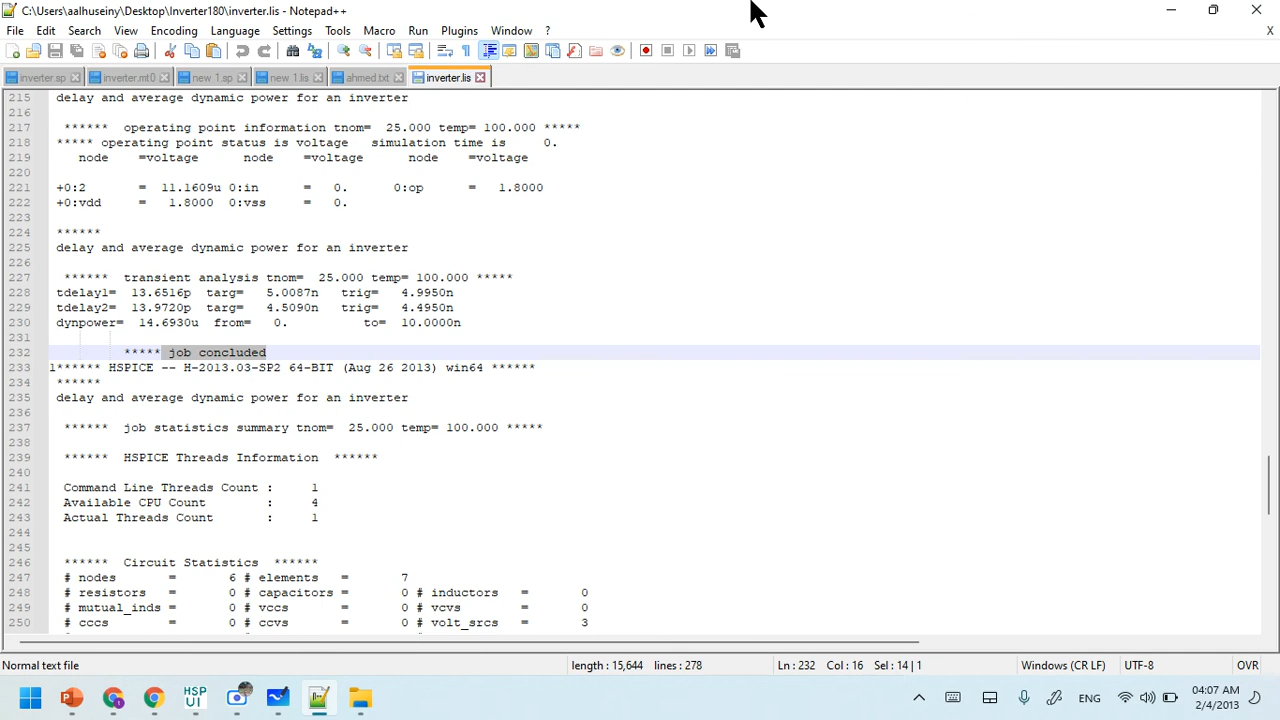 C:\Users\aalhuseiny\Desktop\Inverter180\inverter.lis - Notepad++
File Edit Search View Encoding Language Settings Tools Macro Run Plugins Window ? X
inverter.sp inverter.mt0 new 1.sp new 1.lis ahmed.txt inverter.lis
215 delay and average dynamic power for an inverter
216
217 ****** operating point information tnom= 25.000 temp= 100.000 *****
218 ***** operating point status is voltage simulation time is 0.
219 node =voltage node =voltage node =voltage
220
221 +0:2 = 11.1609u 0:in = 0. 0:op = 1.8000
222 +0:vdd = 1.8000 0:vss = 0.
223
224 ******
225 delay and average dynamic power for an inverter
226
227 ****** transient analysis tnom= 25.000 temp= 100.000 *****
228 tdelay1= 13.6516p targ= 5.0087n trig= 4.9950n
229 tdelay2= 13.9720p targ= 4.5090n trig= 4.4950n
230 dynpower= 14.6930u from= 0. to= 10.0000n
231
232 ***** job concluded
233 1****** HSPICE -- H-2013.03-SP2 64-BIT (Aug 26 2013) win64 ******
234 ******
235 delay and average dynamic power for an inverter
236
237 ****** job statistics summary tnom= 25.000 temp= 100.000 *****
238
239 ****** HSPICE Threads Information ******
240
241 Command Line Threads Count : 1
242 Available CPU Count : 4
243 Actual Threads Count : 1
244
245
246 ****** Circuit Statistics ******
247 # nodes = 6 # elements = 7
248 # resistors = 0 # capacitors = 0 # inductors = 0
249 # mutual_inds = 0 # vccs = 0 # vcvs = 0
250 # cccs = 0 # ccvs = 0 # volt_srcs = 3
Normal text file length : 15,644 lines : 278 Ln : 232 Col : 16 Sel : 14 | 1 Windows (CR LF) UTF-8 OVR
HSP UI ENG 04:07 AM
2/4/2013